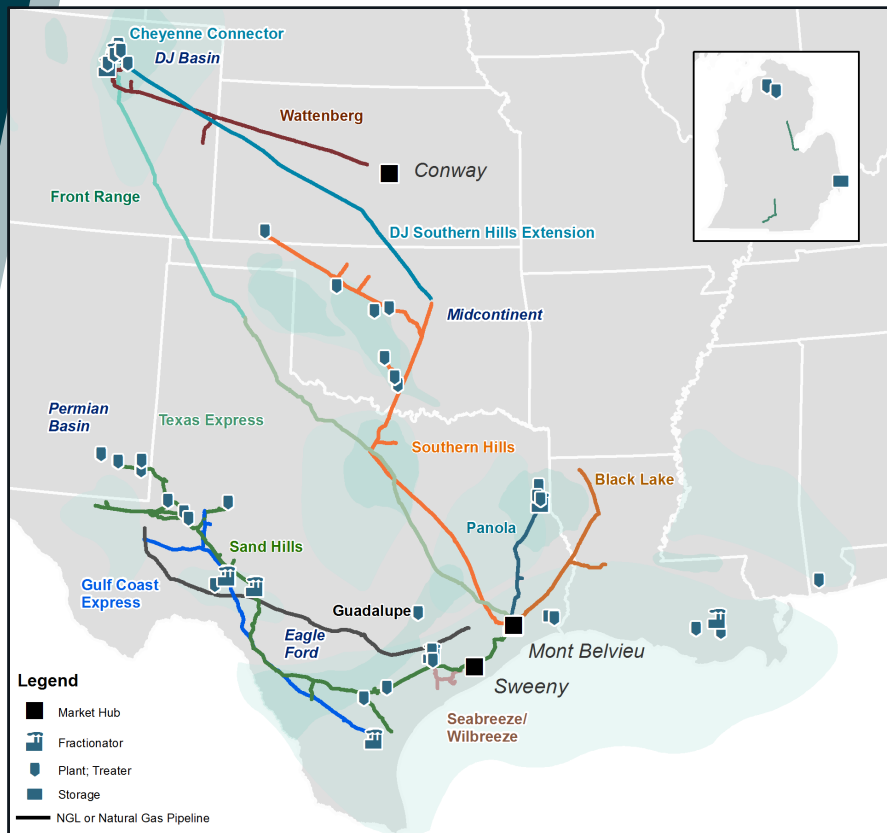 Cheyenne Connector
DJ Basin
Wattenberg
Conway
Front Range
DJ Southern Hills Extension
Midcontinent
Permian
Basin
Texas Express
Southern Hills
Black Lake
Panola
Sand Hills
Gulf Coast
Express
Guadalupe
Eagle
Ford
Mont Belvieu
Sweeny
Seabreeze/
Wilbreeze
Legend
Market Hub
Fractionator
Plant; Treater
Storage
NGL or Natural Gas Pipeline